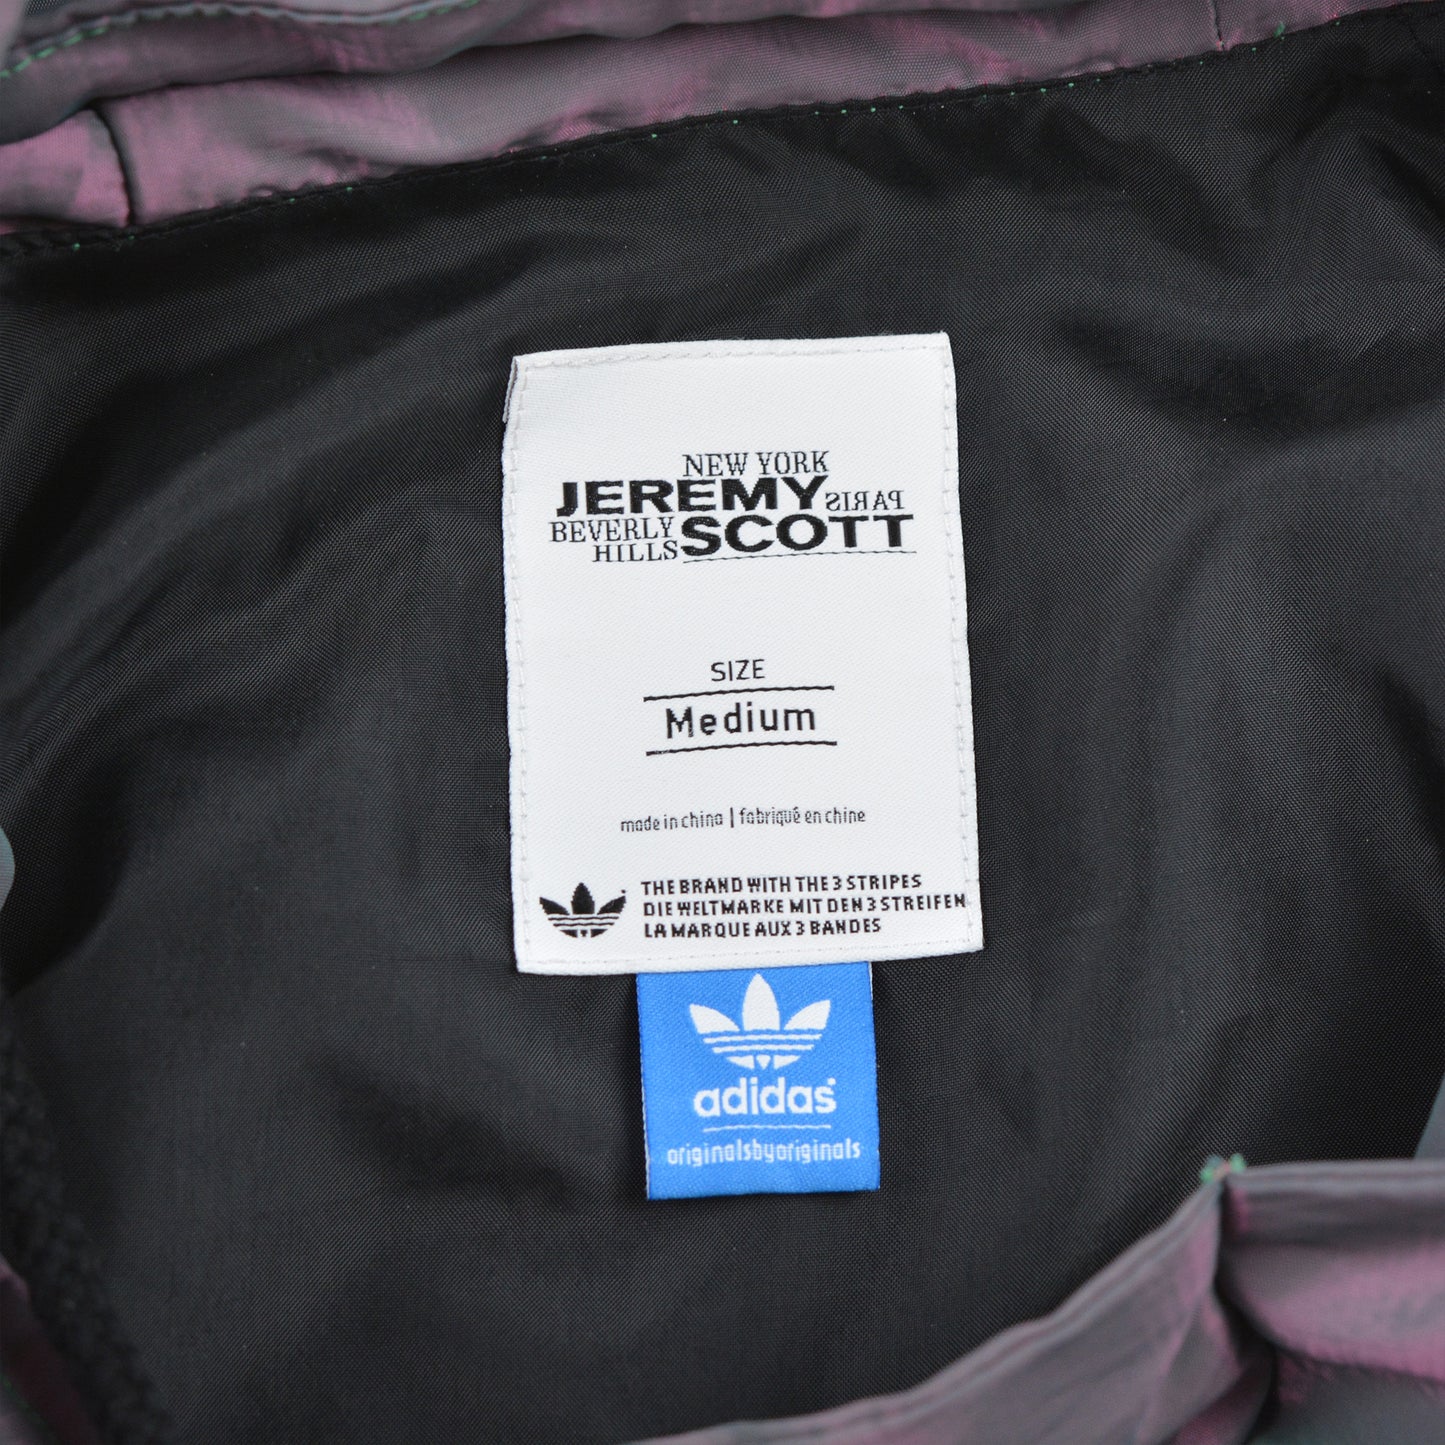 NEW YORK
JEREMY PARIS
BEVERLY SCOTT
HILLS
SIZE
Medium
made in china | fabriqué en chine
THE BRAND WITH THE 3 STRIPES
DIE WELTMARKE MIT DEN 3 STREIFEN
LA MARQUE AUX 3 BANDES
adidas
originalsbyoriginals